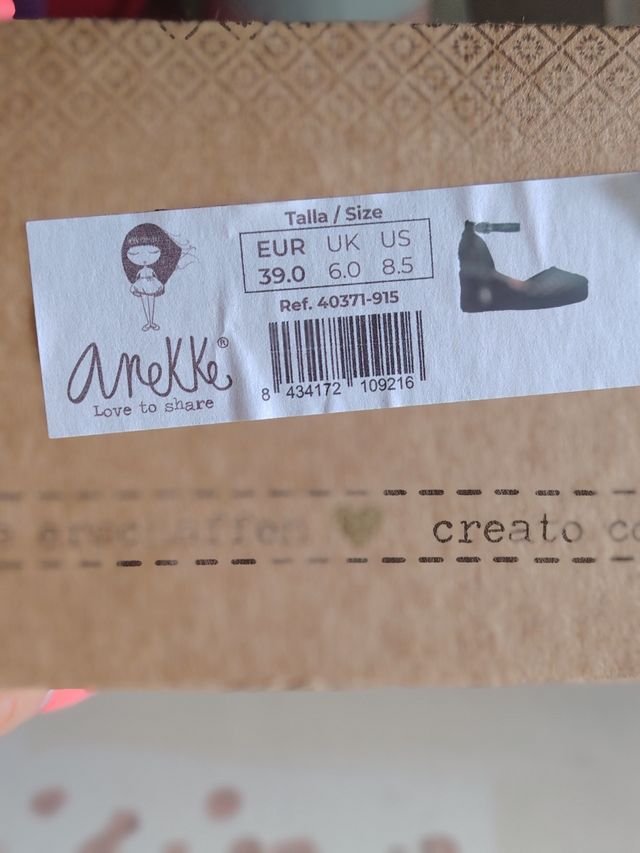 Talla / Size
EUR UK US
39.0 6.0 8.5
Ref. 40371-915
8 434172 109216
anekke®
Love to share
creato